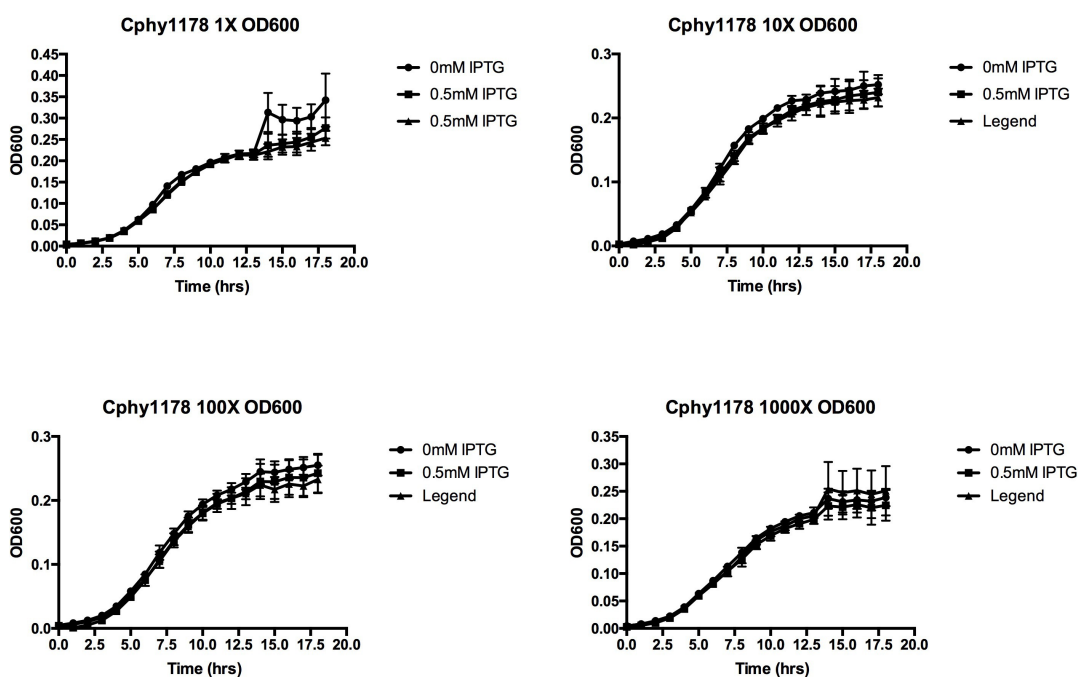 Cphy1178 1X OD600
OD600
0.45
0.40
0.35
0.30
0.25
0.20
0.15
0.10
0.05
0.00
0.0 2.5 5.0 7.5 10.0 12.5 15.0 17.5 20.0
Time (hrs)
0mM IPTG
0.5mM IPTG
0.5mM IPTG
Cphy1178 10X OD600
OD600
0.3
0.2
0.1
0.0
0.0 2.5 5.0 7.5 10.0 12.5 15.0 17.5 20.0
Time (hrs)
0mM IPTG
0.5mM IPTG
Legend
Cphy1178 100X OD600
OD600
0.3
0.2
0.1
0.0
0.0 2.5 5.0 7.5 10.0 12.5 15.0 17.5 20.0
Time (hrs)
0mM IPTG
0.5mM IPTG
Legend
Cphy1178 1000X OD600
OD600
0.35
0.30
0.25
0.20
0.15
0.10
0.05
0.00
0.0 2.5 5.0 7.5 10.0 12.5 15.0 17.5 20.0
Time (hrs)
0mM IPTG
0.5mM IPTG
Legend